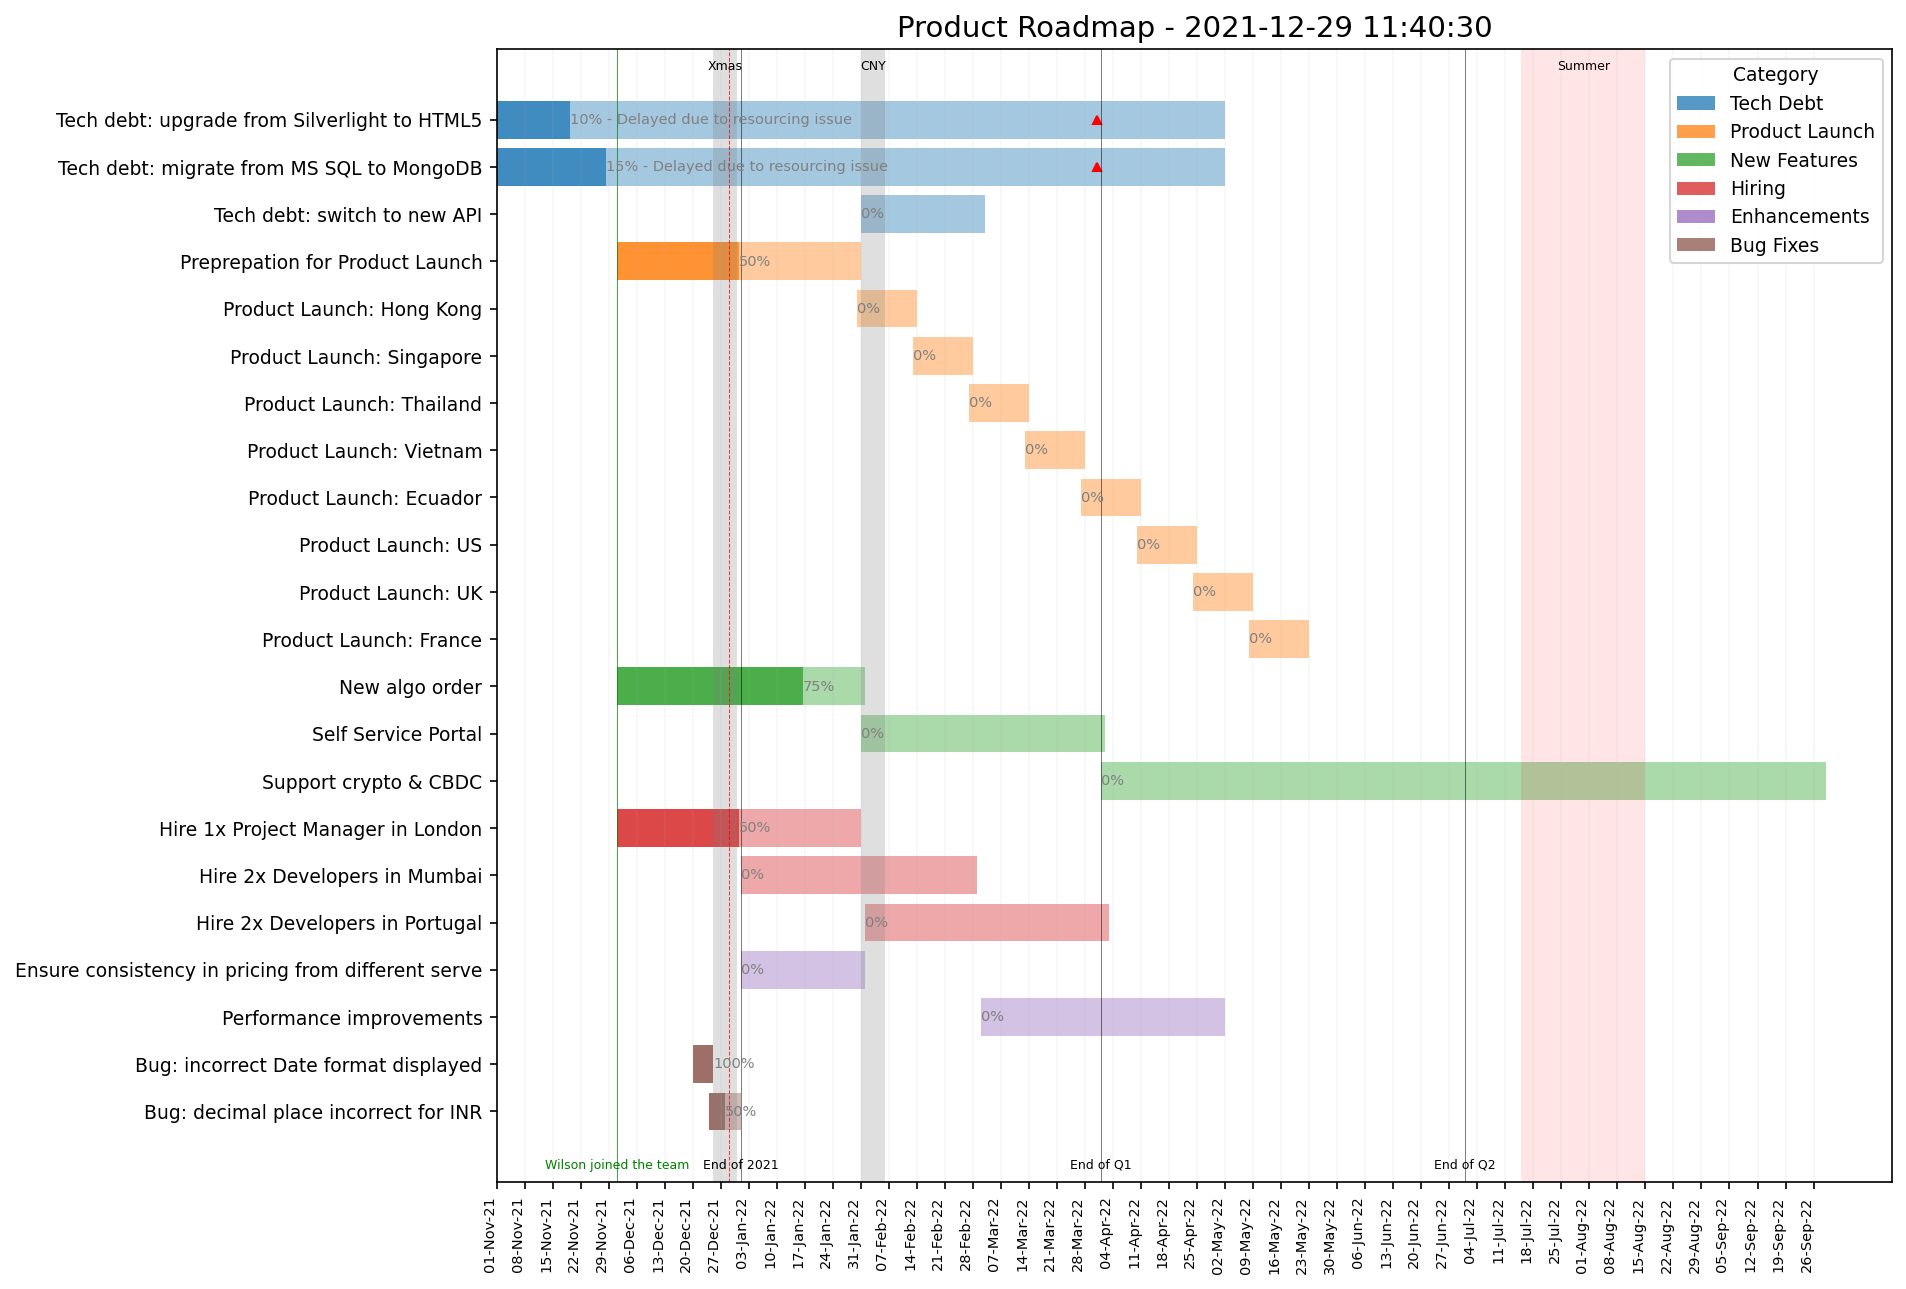 Product Roadmap - 2021-12-29 11:40:30
Xmas
CNY
Summer
Category
Tech Debt
Product Launch
New Features
Hiring
Enhancements
Bug Fixes
Tech debt: upgrade from Silverlight to HTML5
10% - Delayed due to resourcing issue
Tech debt: migrate from MS SQL to MongoDB
15% - Delayed due to resourcing issue
Tech debt: switch to new API
0%
Preprepation for Product Launch
50%
Product Launch: Hong Kong
0%
Product Launch: Singapore
0%
Product Launch: Thailand
0%
Product Launch: Vietnam
0%
Product Launch: Ecuador
0%
Product Launch: US
0%
Product Launch: UK
0%
Product Launch: France
0%
New algo order
75%
Self Service Portal
0%
Support crypto & CBDC
0%
Hire 1x Project Manager in London
50%
Hire 2x Developers in Mumbai
0%
Hire 2x Developers in Portugal
0%
Ensure consistency in pricing from different serve
0%
Performance improvements
0%
Bug: incorrect Date format displayed
100%
Bug: decimal place incorrect for INR
50%
Wilson joined the team
End of 2021
End of Q1
End of Q2
01-Nov-21
08-Nov-21
15-Nov-21
22-Nov-21
29-Nov-21
06-Dec-21
13-Dec-21
20-Dec-21
27-Dec-21
03-Jan-22
10-Jan-22
17-Jan-22
24-Jan-22
31-Jan-22
07-Feb-22
14-Feb-22
21-Feb-22
28-Feb-22
07-Mar-22
14-Mar-22
21-Mar-22
28-Mar-22
04-Apr-22
11-Apr-22
18-Apr-22
25-Apr-22
02-May-22
09-May-22
16-May-22
23-May-22
30-May-22
06-Jun-22
13-Jun-22
20-Jun-22
27-Jun-22
04-Jul-22
11-Jul-22
18-Jul-22
25-Jul-22
01-Aug-22
08-Aug-22
15-Aug-22
22-Aug-22
29-Aug-22
05-Sep-22
12-Sep-22
19-Sep-22
26-Sep-22